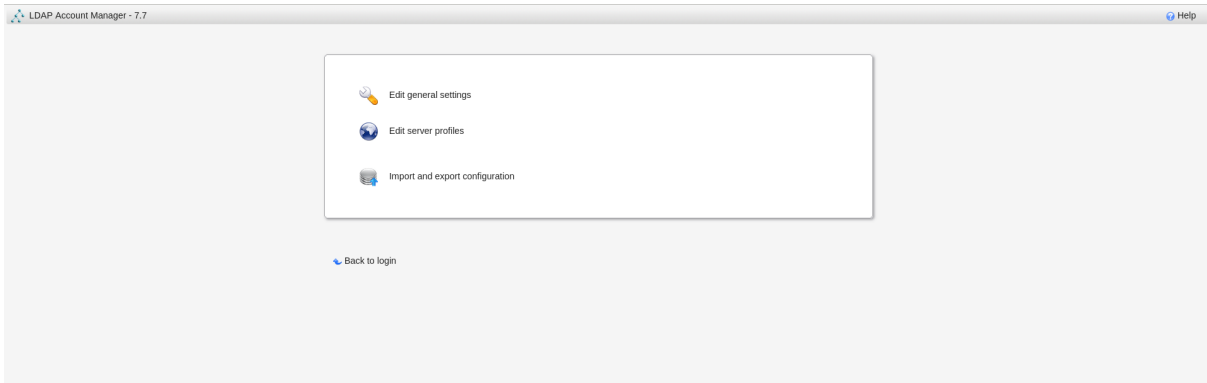 LDAP Account Manager - 7.7
Help
Edit general settings
Edit server profiles
Import and export configuration
Back to login